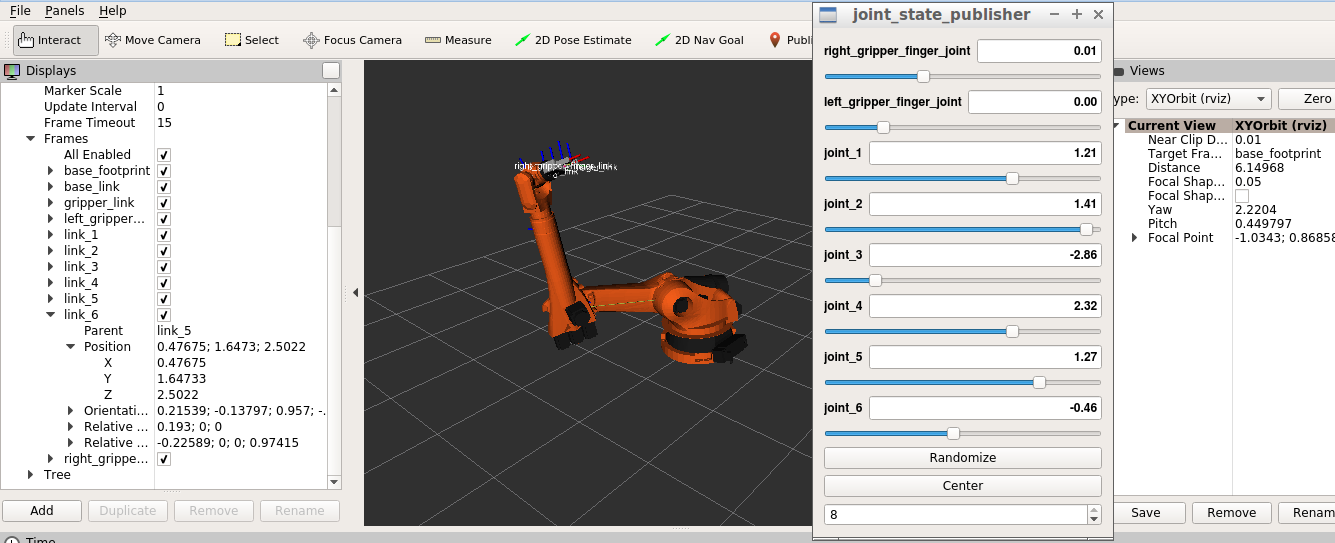 File Panels Help
Interact Move Camera Select Focus Camera Measure 2D Pose Estimate 2D Nav Goal Publi
Displays
Marker Scale 1
Update Interval 0
Frame Timeout 15
Frames
All Enabled
base_footprint
base_link
gripper_link
left_gripper...
link_1
link_2
link_3
link_4
link_5
link_6
Parent link_5
Position 0.47675; 1.6473; 2.5022
X 0.47675
Y 1.64733
Z 2.5022
Orientati... 0.21539; -0.13797; 0.957; -.
Relative ... 0.193; 0; 0
Relative ... -0.22589; 0; 0; 0.97415
right_grippe...
Tree
Add Duplicate Remove Rename
Time
joint_state_publisher
right_gripper_finger_joint 0.01
left_gripper_finger_joint 0.00
joint_1 1.21
joint_2 1.41
joint_3 -2.86
joint_4 2.32
joint_5 1.27
joint_6 -0.46
Randomize
Center
8
Views
ype: XYOrbit (rviz) Zero
Current View XYOrbit (rviz)
Near Clip D... 0.01
Target Fra... base_footprint
Distance 6.14968
Focal Shap... 0.05
Focal Shap...
Yaw 2.2204
Pitch 0.449797
Focal Point -1.0343; 0.8685
Save Remove Renam